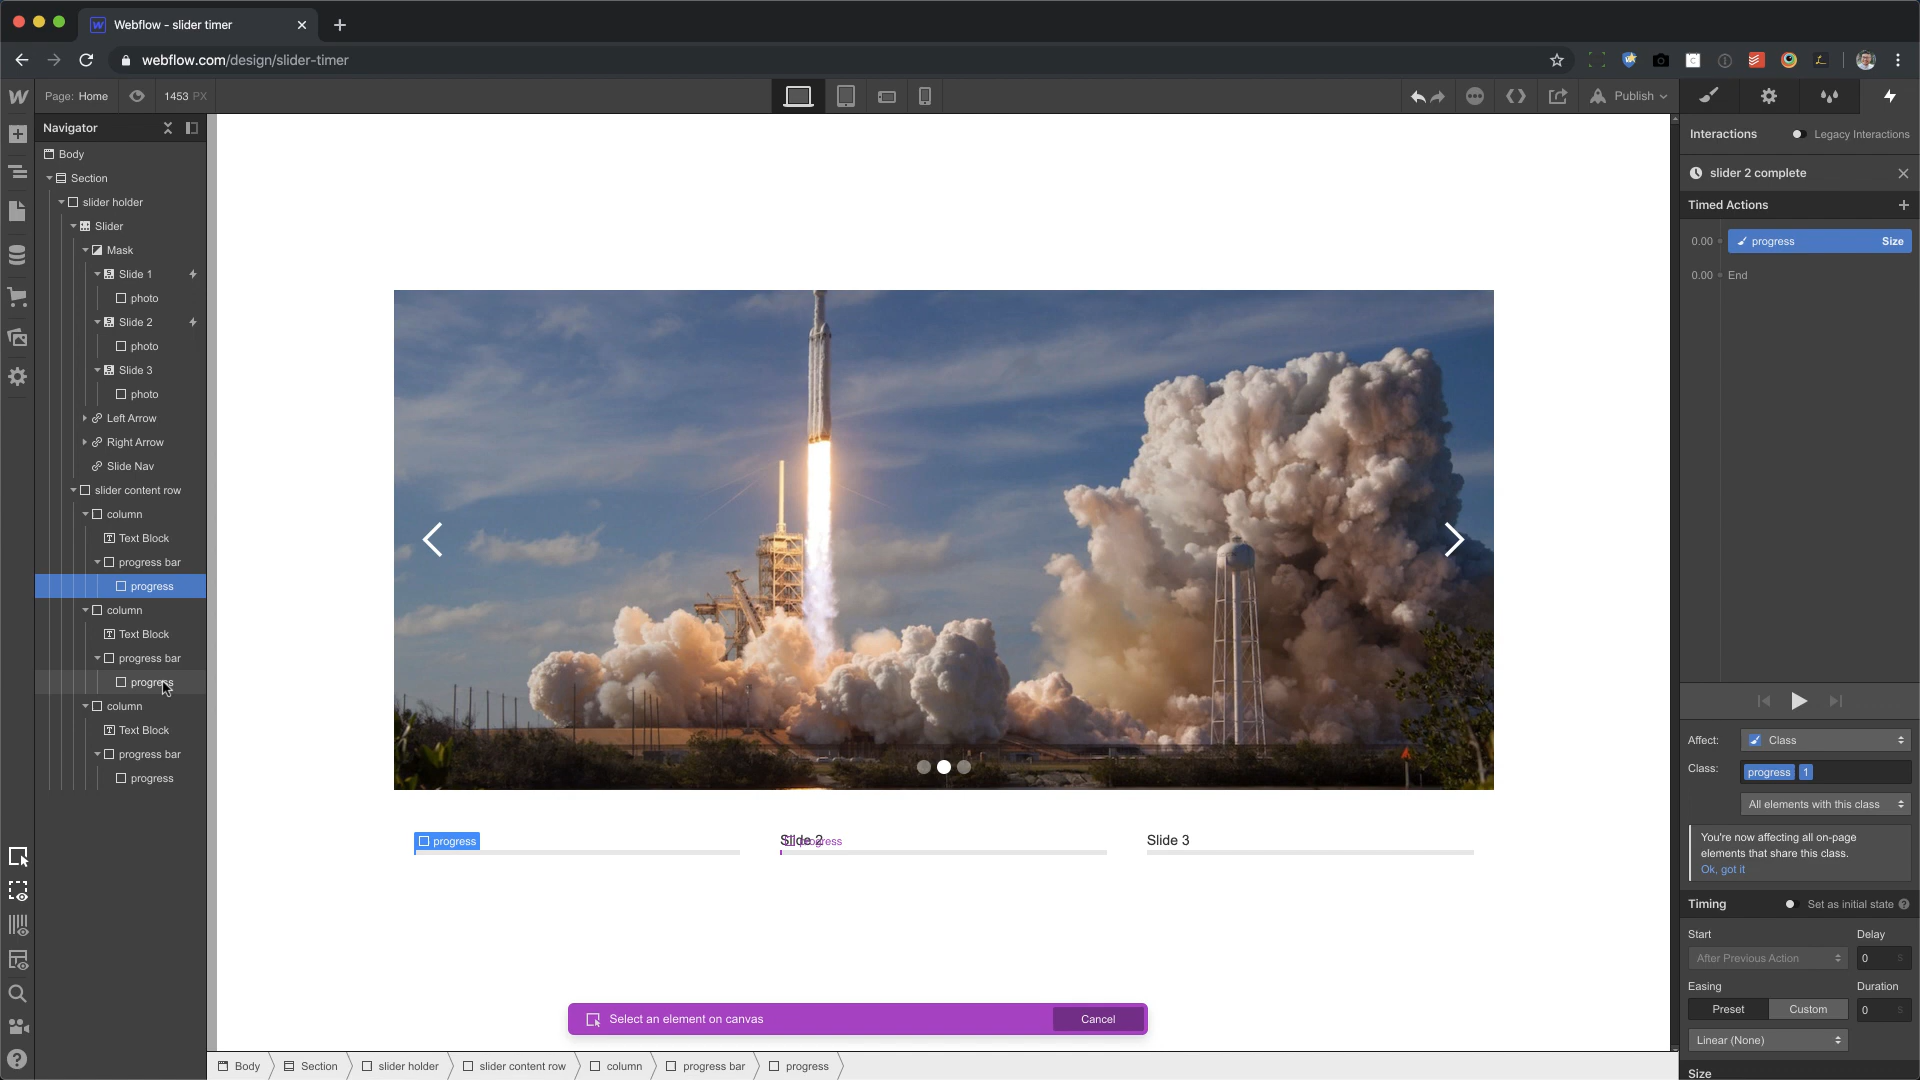 Webflow - slider timer
webflow.com/design/slider-timer
Page: Home
1453 PX
Publish
Navigator
Body
Section
slider holder
Slider
Mask
Slide 1
photo
Slide 2
photo
Slide 3
photo
Left Arrow
Right Arrow
Slide Nav
slider content row
column
Text Block
progress bar
progress
column
Text Block
progress bar
progress
column
Text Block
progress bar
progress
progress
Slide 2
progress
Slide 3
Select an element on canvas
Cancel
Body
Section
slider holder
slider content row
column
progress bar
progress
Interactions
Legacy Interactions
slider 2 complete
Timed Actions
0.00
progress
Size
0.00
End
Affect:
Class
Class:
progress 1
All elements with this class
You're now affecting all on-page
elements that share this class.
Ok, got it
Timing
Set as initial state
Start
Delay
After Previous Action
0 S
Easing
Duration
Preset
Custom
0 S
Linear (None)
Size